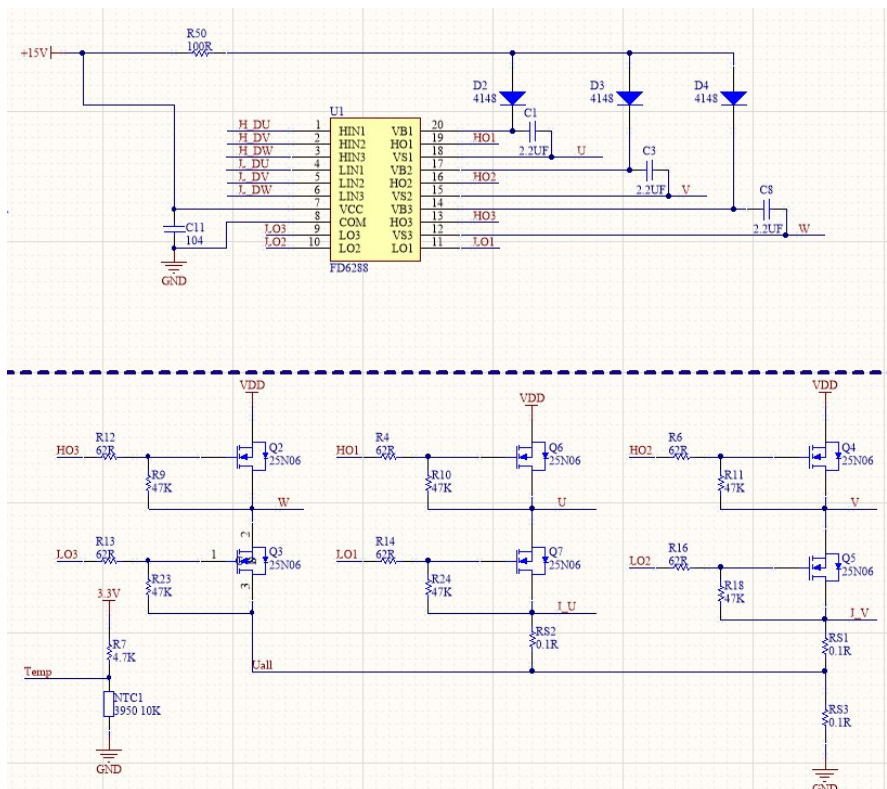 R50
100R
+15V
D2
4148
D3
4148
D4
4148
U1
C1
2.2UF
U
C3
2.2UF
V
C8
2.2UF
W
H_DU 1 HIN1 VB1 20
H_DV 2 HIN2 HO1 19 HO1
H_DW 3 HIN3 VS1 18
L_DU 4 LIN1 VB2 17
L_DV 5 LIN2 HO2 16 HO2
L_DW 6 LIN3 VS2 15
7 VCC VB3 14
8 COM HO3 13 HO3
LO3 9 LO3 VS3 12
LO2 10 LO2 LO1 11 LO1
FD6288
C11
104
GND
VDD
VDD
VDD
HO3
R12
62R
R9
47K
Q2
25N06
W
HO1
R4
62R
R10
47K
Q6
25N06
U
HO2
R6
62R
R11
47K
Q4
25N06
V
LO3
R13
62R
R23
47K
1
2
3
Q3
25N06
LO1
R14
62R
R24
47K
Q7
25N06
I_U
LO2
R16
62R
R18
47K
Q5
25N06
I_V
3.3V
R7
4.7K
Temp
NTC1
3950 10K
GND
Uall
RS2
0.1R
RS1
0.1R
RS3
0.1R
GND